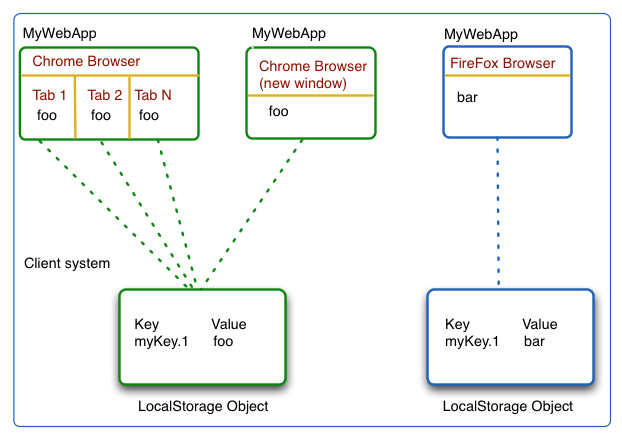 MyWebApp
Chrome Browser
Tab 1 Tab 2 Tab N
foo foo foo
MyWebApp
Chrome Browser
(new window)
foo
MyWebApp
FireFox Browser
bar
Client system
Key Value
myKey.1 foo
LocalStorage Object
Key Value
myKey.1 bar
LocalStorage Object